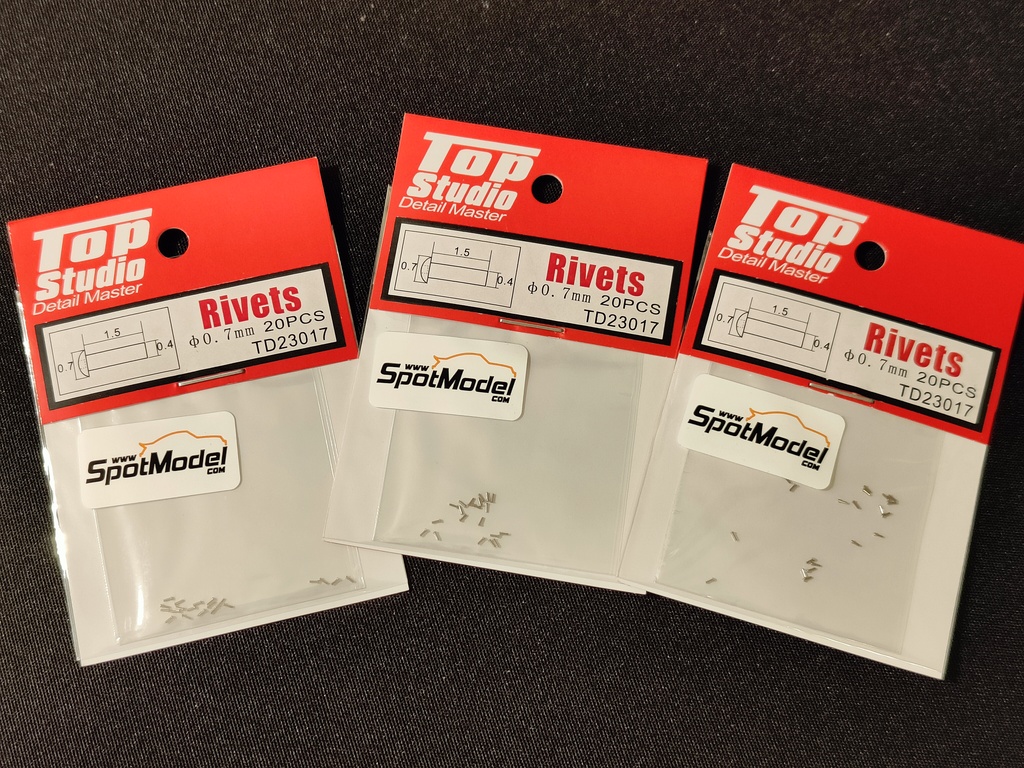 Top
Studio
Detail Master
1.5
0.7
0.4
Rivets
φ0.7mm 20PCS
TD23017
www
SpotModel
.COM
Top
Studio
Detail Master
1.5
0.7
0.4
Rivets
φ0.7mm 20PCS
TD23017
www
SpotModel
.COM
Top
Studio
Detail Master
1.5
0.7
0.4
Rivets
φ0.7mm 20PCS
TD23017
www
SpotModel
.COM